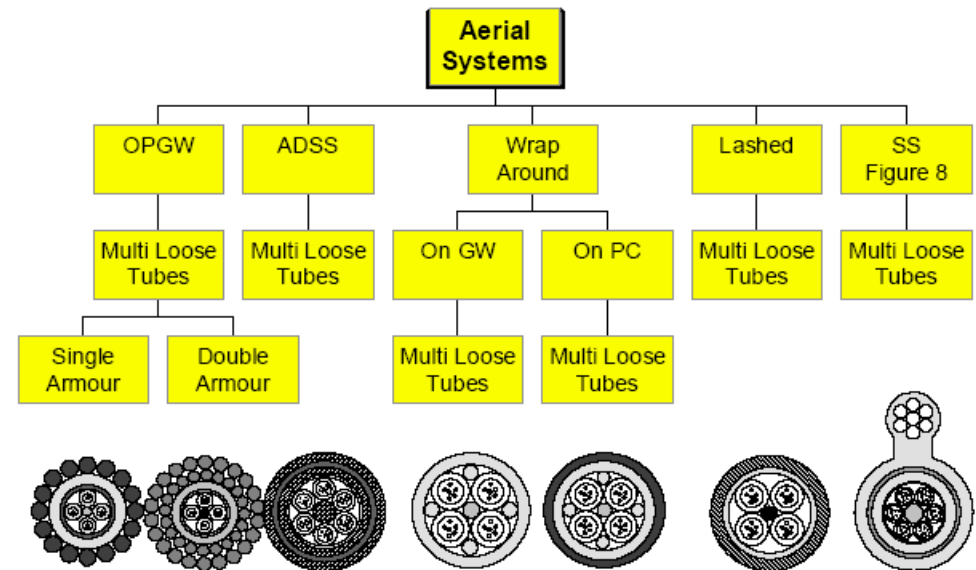 Aerial
Systems
OPGW
ADSS
Wrap
Around
Lashed
SS
Figure 8
Multi Loose
Tubes
Multi Loose
Tubes
On GW
On PC
Multi Loose
Tubes
Multi Loose
Tubes
Single
Armour
Double
Armour
Multi Loose
Tubes
Multi Loose
Tubes